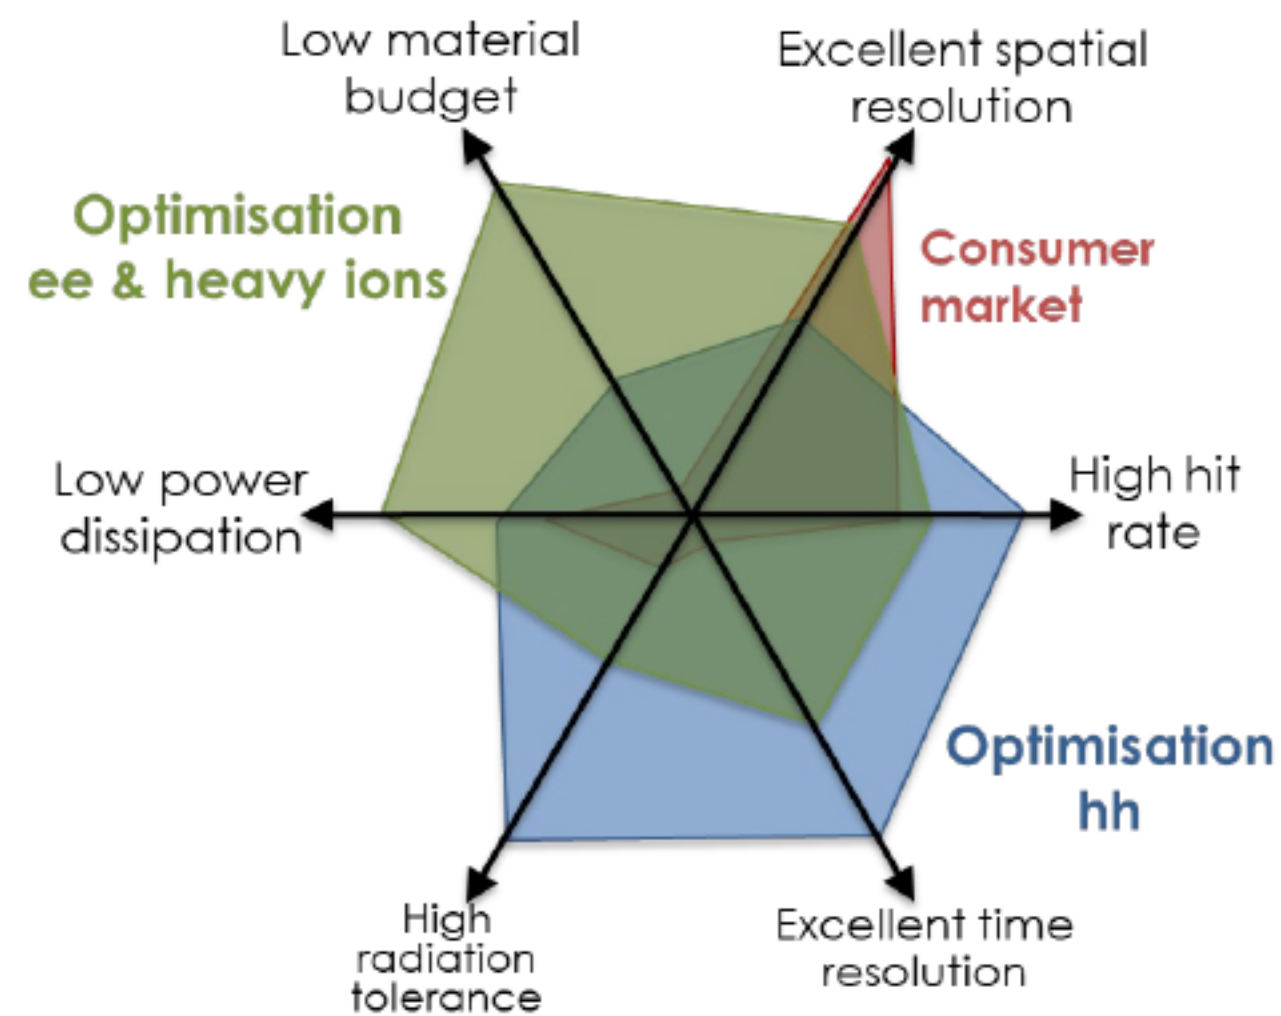 Low material
budget
Excellent spatial
resolution
Optimisation
ee & heavy ions
Consumer
market
Low power
dissipation
High hit
rate
Optimisation
hh
High
radiation
tolerance
Excellent time
resolution